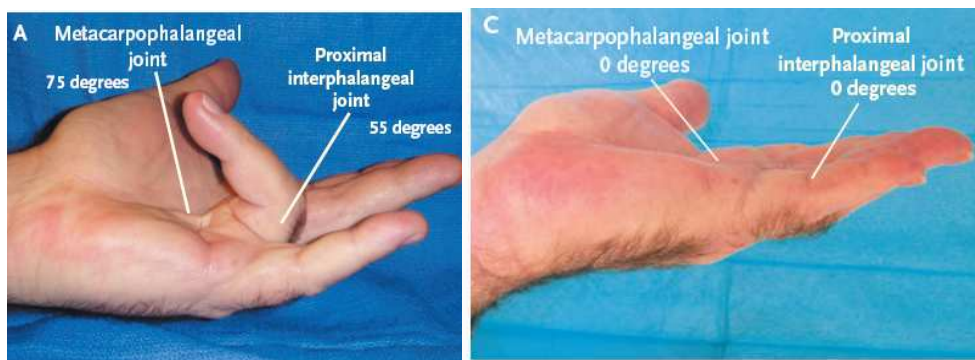 A
Metacarpophalangeal
joint
75 degrees
Proximal
interphalangeal
joint
55 degrees
C
Metacarpophalangeal joint
0 degrees
Proximal
interphalangeal joint
0 degrees